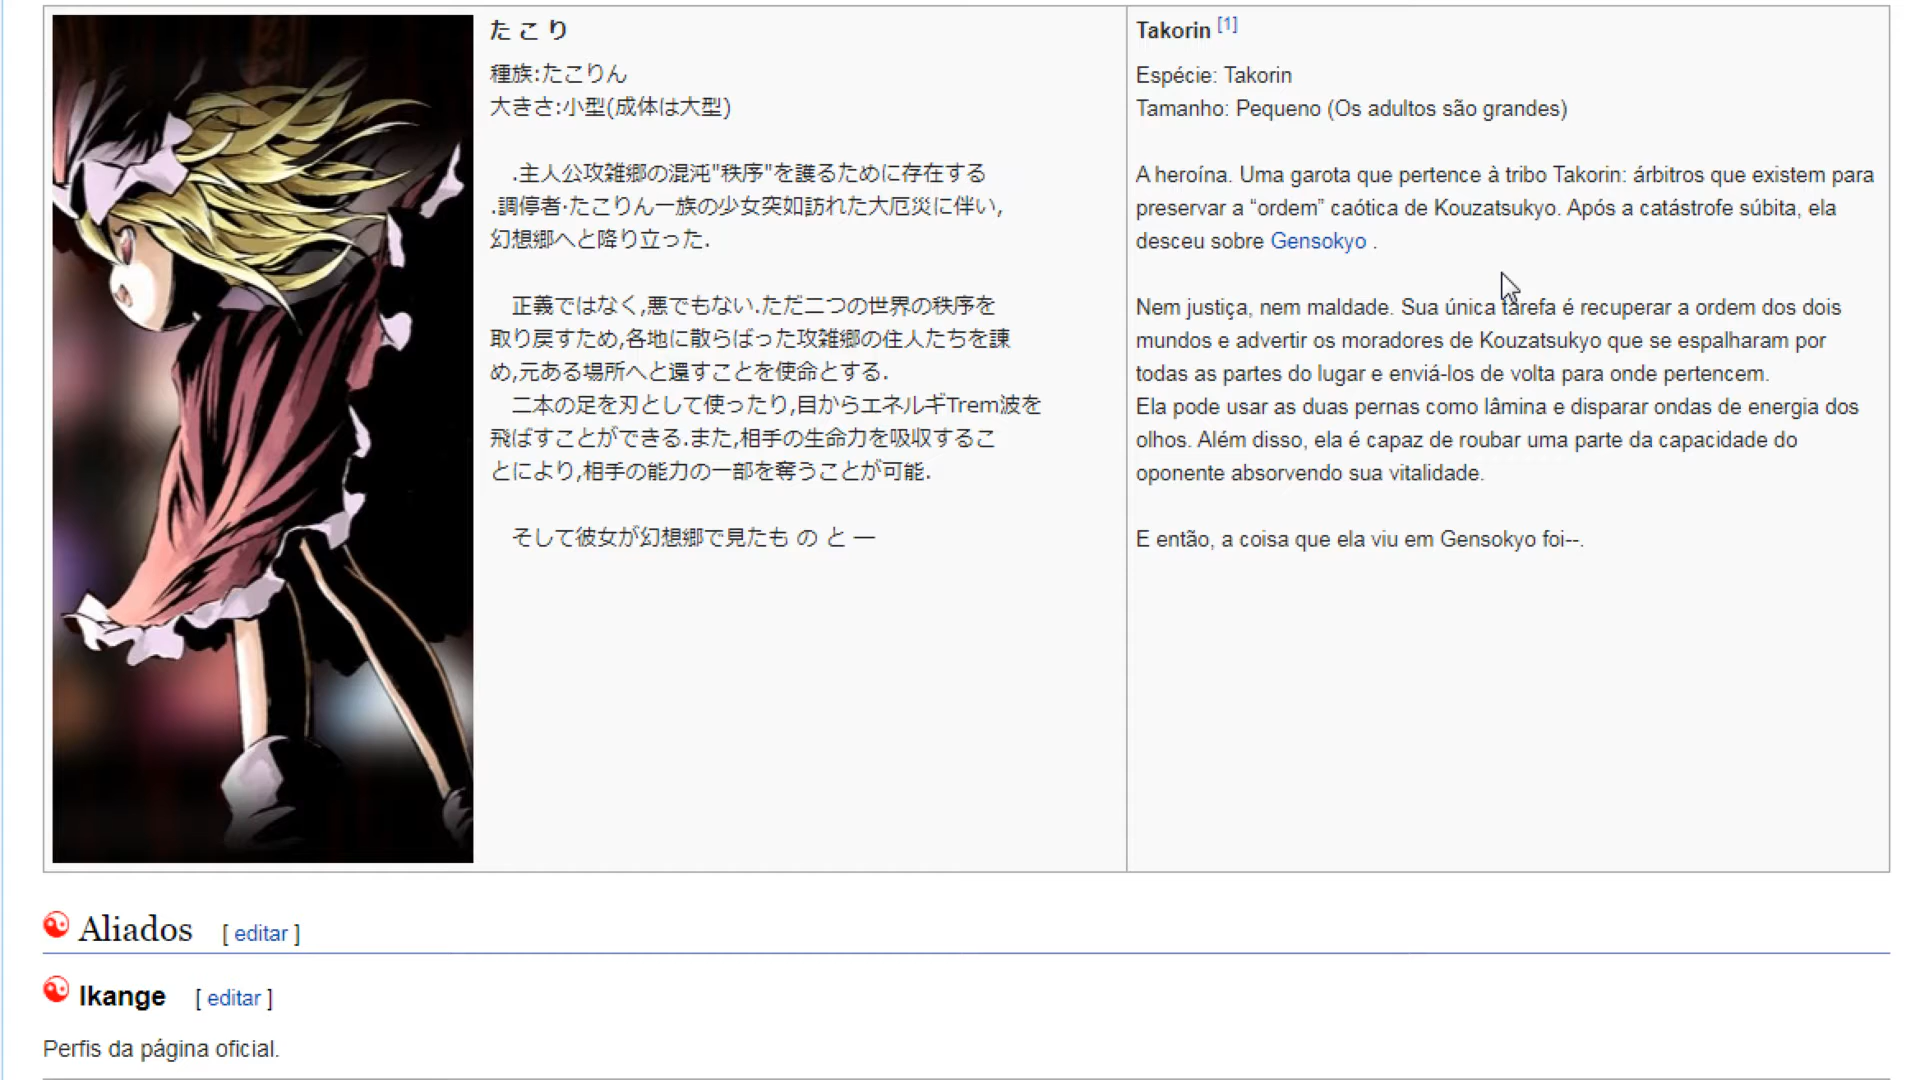 たこり
種族:たこりん
大きさ:小型(成体は大型)
.主人公攻雑郷の混沌"秩序"を護るために存在する
.調停者·たこりん一族の少女突如訪れた大厄災に伴い,
幻想郷へと降り立った.
正義ではなく,悪でもない.ただ二つの世界の秩序を
取り戻すため,各地に散らばった攻雑郷の住人たちを諌
め,元ある場所へと還すことを使命とする.
二本の足を刃として使ったり,目からエネルギTrem波を
飛ばすことができる.また,相手の生命力を吸収するこ
とにより,相手の能力の一部を奪うことが可能.
そして彼女が幻想郷で見たも の と 一
Takorin [1]
Espécie: Takorin
Tamanho: Pequeno (Os adultos são grandes)
A heroína. Uma garota que pertence à tribo Takorin: árbitros que existem para
preservar a “ordem” caótica de Kouzatsukyo. Após a catástrofe súbita, ela
desceu sobre Gensokyo .
Nem justiça, nem maldade. Sua única tarefa é recuperar a ordem dos dois
mundos e advertir os moradores de Kouzatsukyo que se espalharam por
todas as partes do lugar e enviá-los de volta para onde pertencem.
Ela pode usar as duas pernas como lâmina e disparar ondas de energia dos
olhos. Além disso, ela é capaz de roubar uma parte da capacidade do
oponente absorvendo sua vitalidade.
E então, a coisa que ela viu em Gensokyo foi--.
Aliados [ editar ]
Ikange [ editar ]
Perfis da página oficial.